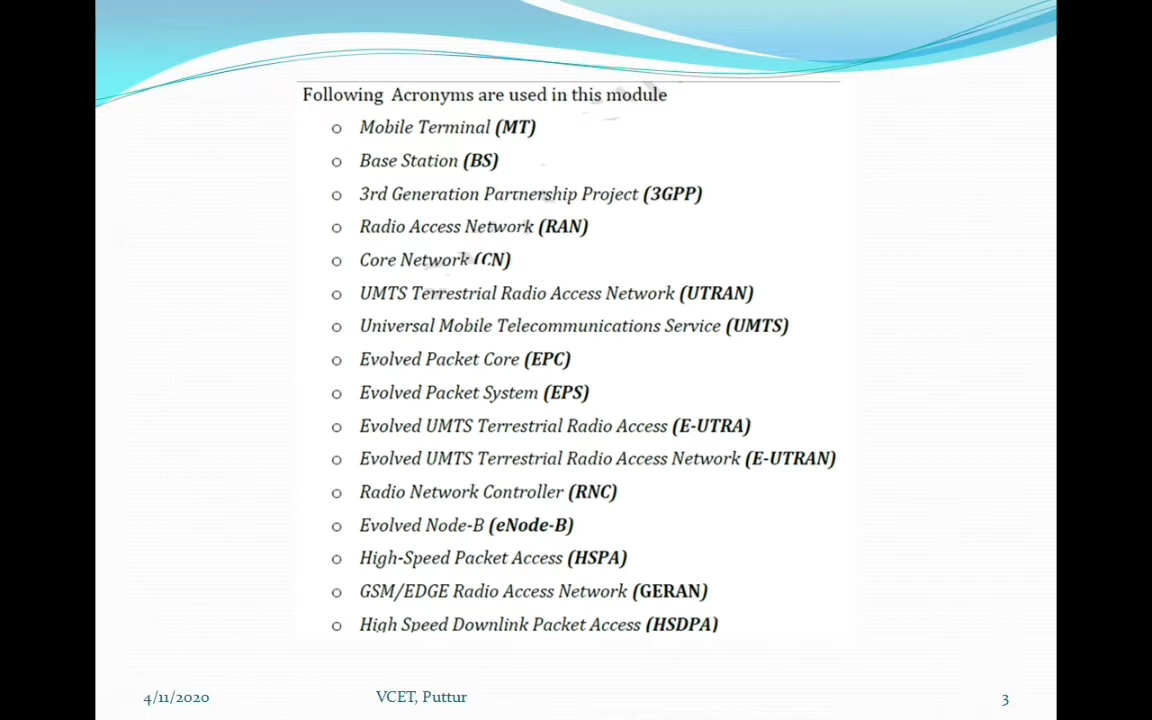 Following Acronyms are used in this module
o Mobile Terminal (MT)
o Base Station (BS)
o 3rd Generation Partnership Project (3GPP)
o Radio Access Network (RAN)
o Core Network (CN)
o UMTS Terrestrial Radio Access Network (UTRAN)
o Universal Mobile Telecommunications Service (UMTS)
o Evolved Packet Core (EPC)
o Evolved Packet System (EPS)
o Evolved UMTS Terrestrial Radio Access (E-UTRA)
o Evolved UMTS Terrestrial Radio Access Network (E-UTRAN)
o Radio Network Controller (RNC)
o Evolved Node-B (eNode-B)
o High-Speed Packet Access (HSPA)
o GSM/EDGE Radio Access Network (GERAN)
o High Speed Downlink Packet Access (HSDPA)
4/11/2020 VCET, Puttur 3